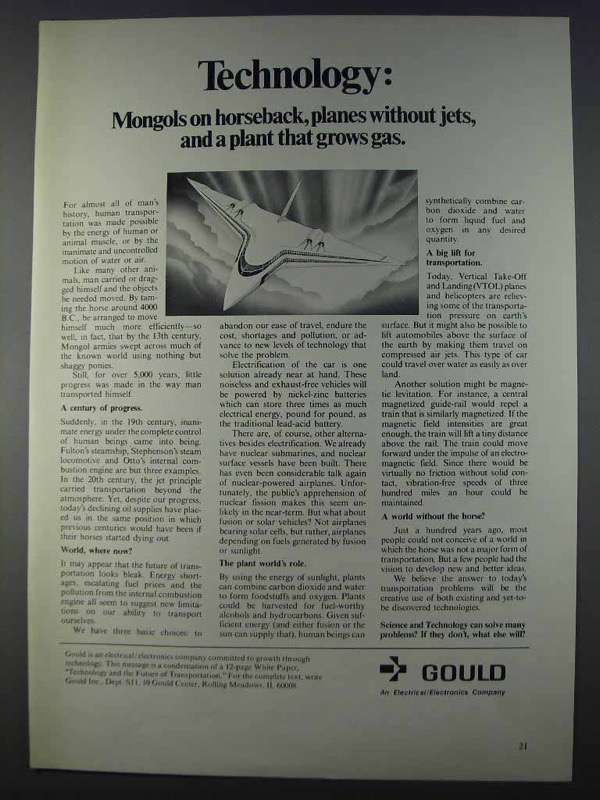 Technology:
Mongols on horseback, planes without jets,
and a plant that grows gas.
For almost all of man's
history, human transpor-
tation was made possible
by the energy of human or
animal muscle, or by the
inanimate and uncontrolled
motion of water or air.
Like many other ani-
mals, man carried or drag-
ged himself and the objects
he needed moved. By tam-
ing the horse around 4000
B.C., he arranged to move
himself much more efficiently—so
well, in fact, that by the 13th century,
Mongol armies swept across much of
the known world using nothing but
shaggy ponies.
Still, for over 5,000 years, little
progress was made in the way man
transported himself.
A century of progress.
Suddenly, in the 19th century, inani-
mate energy under the complete control
of human beings came into being.
Fulton's steamship, Stephenson's steam
locomotive and Otto's internal com-
bustion engine are but three examples.
In the 20th century, the jet principle
carried transportation beyond the
atmosphere. Yet, despite our progress,
today's declining oil supplies have plac-
ed us in the same position in which
previous centuries would have been if
their horses started dying out.
World, where now?
It may appear that the future of trans-
portation looks bleak. Energy short-
ages, escalating fuel prices and the
pollution from the internal combustion
engine all seem to suggest new limita-
tions on our ability to transport
ourselves.
We have three basic choices: to
abandon our ease of travel, endure the
cost, shortages and pollution, or ad-
vance to new levels of technology that
solve the problem.
Electrification of the car is one
solution already near at hand. These
noiseless and exhaust-free vehicles will
be powered by nickel-zinc batteries
which can store three times as much
electrical energy, pound for pound, as
the traditional lead-acid battery.
There are, of course, other alterna-
tives besides electrification. We already
have nuclear submarines, and nuclear
surface vessels have been built. There
has even been considerable talk again
of nuclear-powered airplanes. Unfor-
tunately, the public's apprehension of
nuclear fission makes this seem un-
likely in the near-term. But what about
fusion or solar vehicles? Not airplanes
bearing solar cells, but rather, airplanes
depending on fuels generated by fusion
or sunlight.
The plant world's role.
By using the energy of sunlight, plants
can combine carbon dioxide and water
to form foodstuffs and oxygen. Plants
could be harvested for fuel-worthy
alcohols and hydrocarbons. Given suf-
ficient energy (and either fusion or the
sun can supply that), human beings can
synthetically combine car-
bon dioxide and water
to form liquid fuel and
oxygen in any desired
quantity.
A big lift for
transportation.
Today, Vertical Take-Off
and Landing (VTOL) planes
and helicopters are reliev-
ing some of the transporta-
tion pressure on earth's
surface. But it might also be possible to
lift automobiles above the surface of
the earth by making them travel on
compressed air jets. This type of car
could travel over water as easily as over
land.
Another solution might be magne-
tic levitation. For instance, a central
magnetized guide-rail would repel a
train that is similarly magnetized. If the
magnetic field intensities are great
enough, the train will lift a tiny distance
above the rail. The train could move
forward under the impulse of an electro-
magnetic field. Since there would be
virtually no friction without solid con-
tact, vibration-free speeds of three
hundred miles an hour could be
maintained.
A world without the horse?
Just a hundred years ago, most
people could not conceive of a world in
which the horse was not a major form of
transportation. But a few people had the
vision to develop new and better ideas.
We believe the answer to today's
transportation problems will be the
creative use of both existing and yet-to-
be discovered technologies.
Science and Technology can solve many
problems? If they don't, what else will?
Gould is an electrical/electronics company committed to growth through
technology. This message is a condensation of a 12-page White Paper,
"Technology and the Future of Transportation." For the complete text, write
Gould Inc., Dept. S11, 10 Gould Center, Rolling Meadows, IL 60008.
GOULD
An Electrical/Electronics Company
21